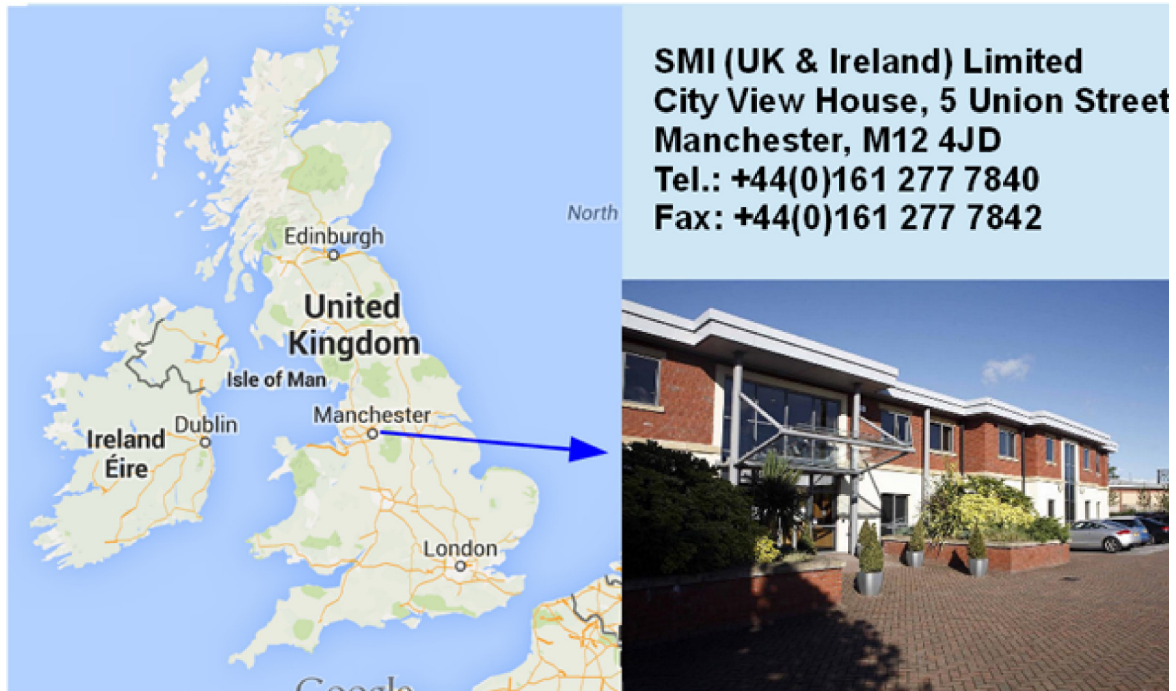 SMI (UK & Ireland) Limited
City View House, 5 Union Street
Manchester, M12 4JD
Tel.: +44(0)161 277 7840
Fax: +44(0)161 277 7842
North
Edinburgh
United
Kingdom
Isle of Man
Manchester
Dublin
Ireland
Éire
London
Google